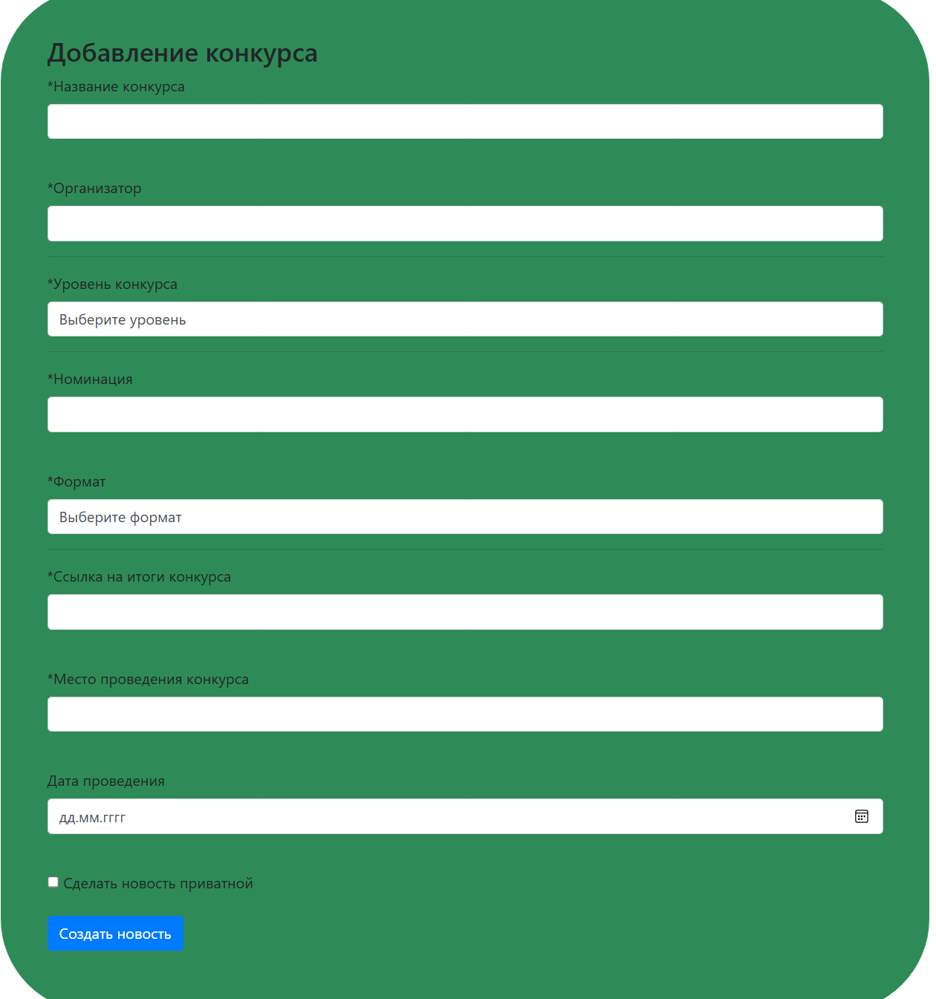 Добавление конкурса
*Название конкурса
*Организатор
*Уровень конкурса
Выберите уровень
*Номинация
*Формат
Выберите формат
*Ссылка на итоги конкурса
*Место проведения конкурса
Дата проведения
дд.мм.гггг
Сделать новость приватной
Создать новость